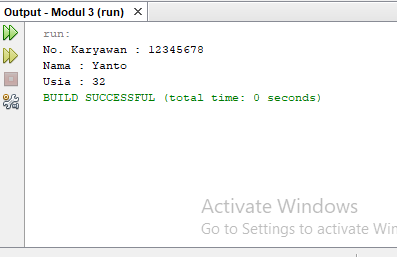 Output - Modul 3 (run) ×
run:
No. Karyawan : 12345678
Nama : Yanto
Usia : 32
BUILD SUCCESSFUL (total time: 0 seconds)
Activate Windows
Go to Settings to activate Win